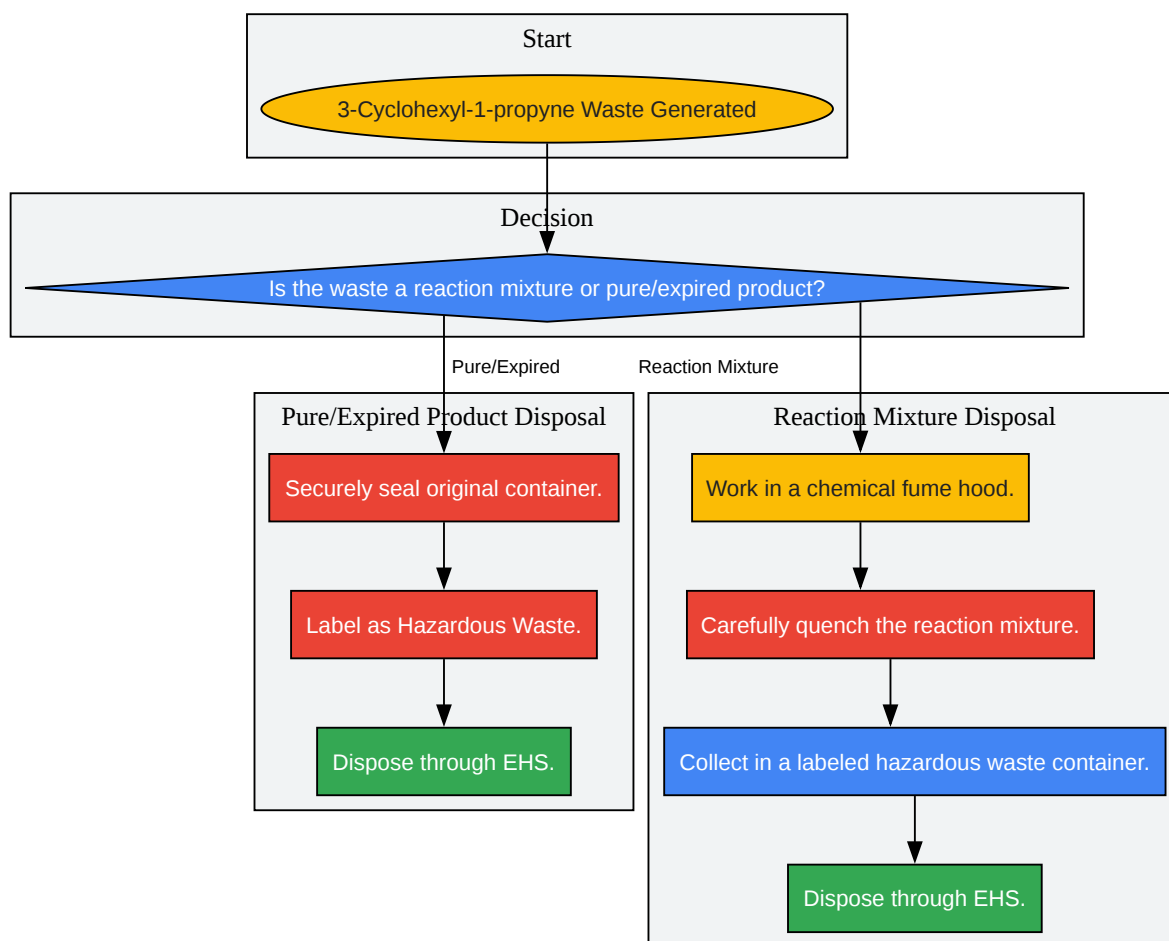 Start
3-Cyclohexyl-1-propyne Waste Generated
Decision
Is the waste a reaction mixture or pure/expired product?
Pure/Expired
Reaction Mixture
Pure/Expired Product Disposal
Securely seal original container.
Label as Hazardous Waste.
Dispose through EHS.
Reaction Mixture Disposal
Work in a chemical fume hood.
Carefully quench the reaction mixture.
Collect in a labeled hazardous waste container.
Dispose through EHS.